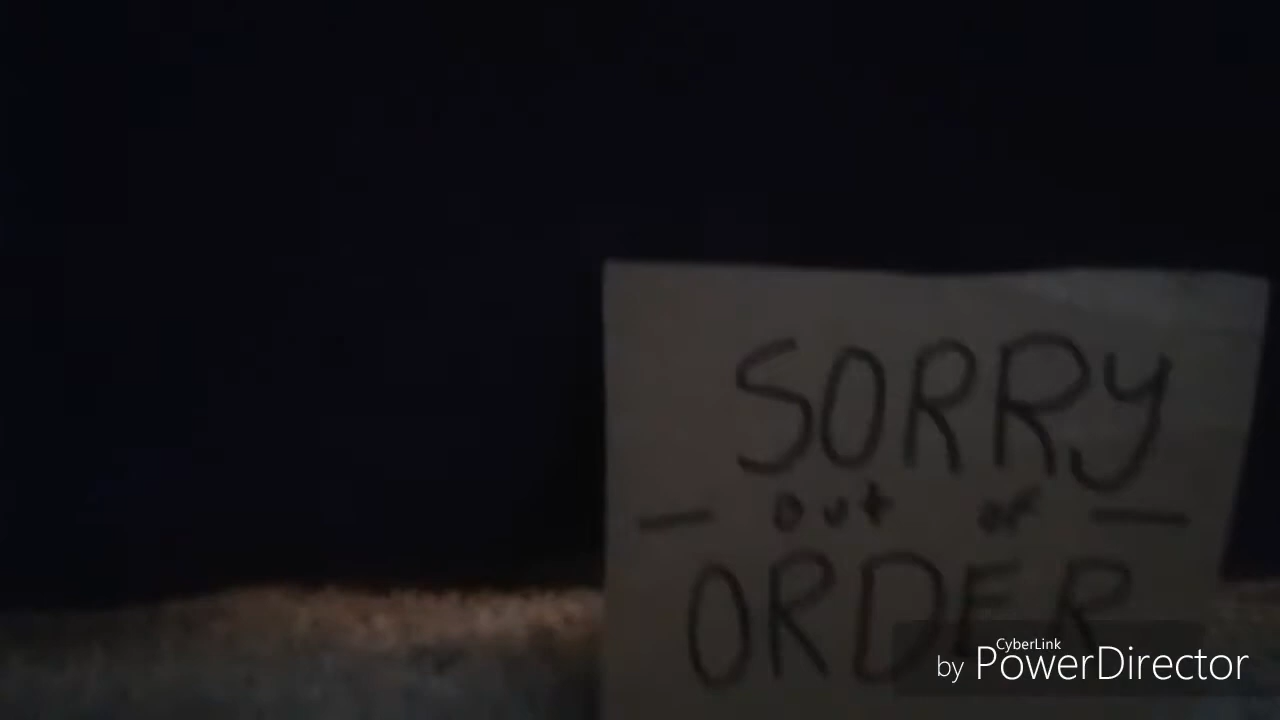 SORRY
— out of —
ORDER
CyberLink
by PowerDirector